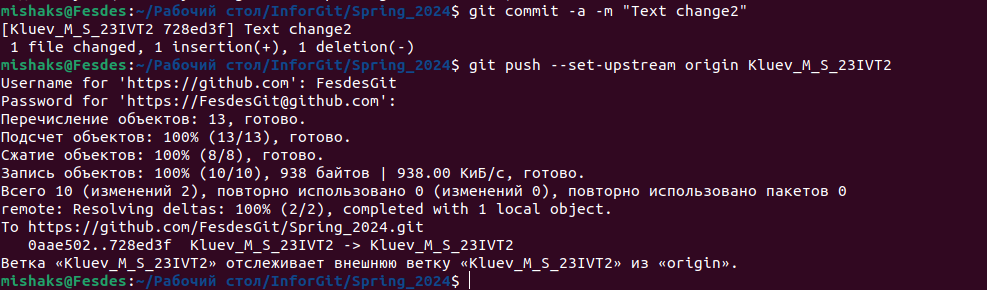 mishaks@Fesdes:~/Рабочий стол/InforGit/Spring_2024$ git commit -a -m "Text change2"
[Kluev_M_S_23IVT2 728ed3f] Text change2
 1 file changed, 1 insertion(+), 1 deletion(-)
mishaks@Fesdes:~/Рабочий стол/InforGit/Spring_2024$ git push --set-upstream origin Kluev_M_S_23IVT2
Username for 'https://github.com': FesdesGit
Password for 'https://FesdesGit@github.com':
Перечисление объектов: 13, готово.
Подсчет объектов: 100% (13/13), готово.
Сжатие объектов: 100% (8/8), готово.
Запись объектов: 100% (10/10), 938 байтов | 938.00 КиБ/с, готово.
Всего 10 (изменений 2), повторно использовано 0 (изменений 0), повторно использовано пакетов 0
remote: Resolving deltas: 100% (2/2), completed with 1 local object.
To https://github.com/FesdesGit/Spring_2024.git
   0aae502..728ed3f  Kluev_M_S_23IVT2 -> Kluev_M_S_23IVT2
Ветка «Kluev_M_S_23IVT2» отслеживает внешнюю ветку «Kluev_M_S_23IVT2» из «origin».
mishaks@Fesdes:~/Рабочий стол/InforGit/Spring_2024$